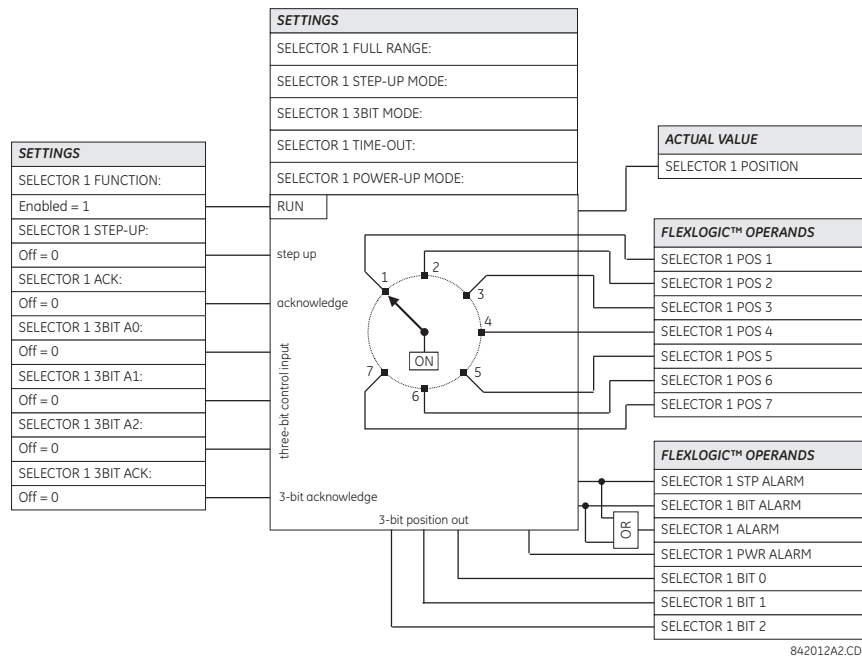 SETTINGS
SELECTOR 1 FULL RANGE:
SELECTOR 1 STEP-UP MODE:
SELECTOR 1 3BIT MODE:
SELECTOR 1 TIME-OUT:
SELECTOR 1 POWER-UP MODE:
SETTINGS
SELECTOR 1 FUNCTION:
Enabled = 1
SELECTOR 1 STEP-UP:
Off = 0
SELECTOR 1 ACK:
Off = 0
SELECTOR 1 3BIT A0:
Off = 0
SELECTOR 1 3BIT A1:
Off = 0
SELECTOR 1 3BIT A2:
Off = 0
SELECTOR 1 3BIT ACK:
Off = 0
RUN
step up
acknowledge
three-bit control input
3-bit acknowledge
3-bit position out
1
2
3
4
5
6
7
ON
ACTUAL VALUE
SELECTOR 1 POSITION
FLEXLOGIC™ OPERANDS
SELECTOR 1 POS 1
SELECTOR 1 POS 2
SELECTOR 1 POS 3
SELECTOR 1 POS 4
SELECTOR 1 POS 5
SELECTOR 1 POS 6
SELECTOR 1 POS 7
FLEXLOGIC™ OPERANDS
SELECTOR 1 STP ALARM
SELECTOR 1 BIT ALARM
OR
SELECTOR 1 ALARM
SELECTOR 1 PWR ALARM
SELECTOR 1 BIT 0
SELECTOR 1 BIT 1
SELECTOR 1 BIT 2
842012A2.CD